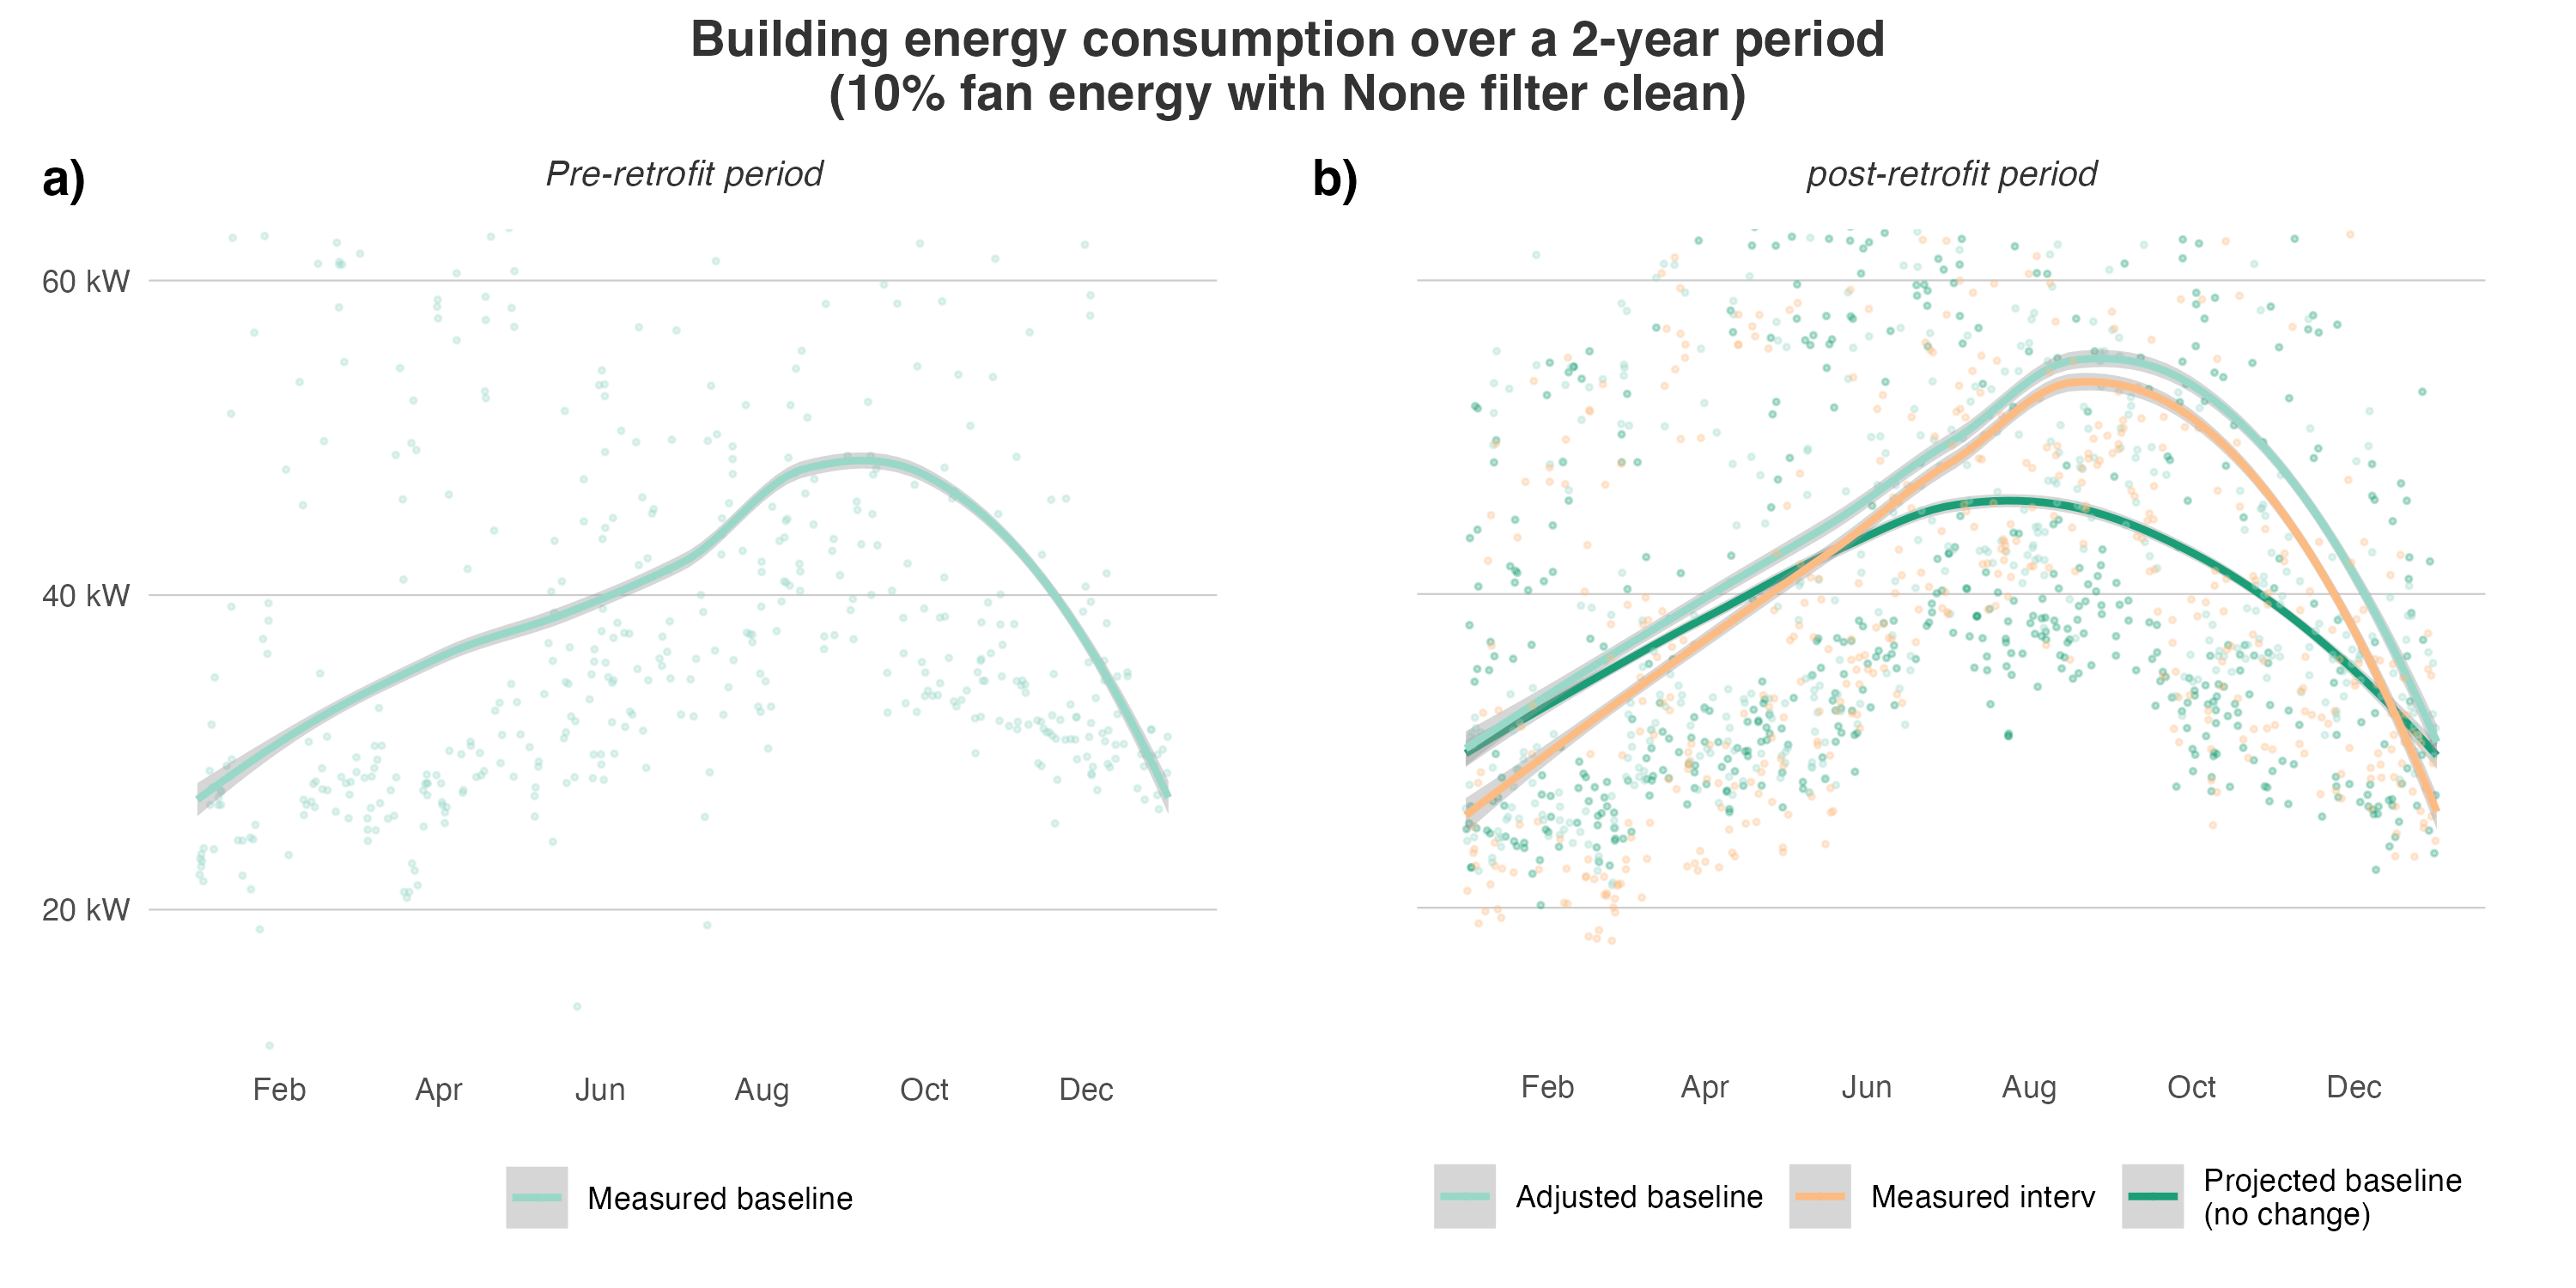 Building energy consumption over a 2-year period
(10% fan energy with None filter clean)
a)
Pre-retrofit period
60 kW
40 kW
20 kW
Feb Apr Jun Aug Oct Dec
Measured baseline
b)
post-retrofit period
Feb Apr Jun Aug Oct Dec
Adjusted baseline
Measured interv
Projected baseline
(no change)